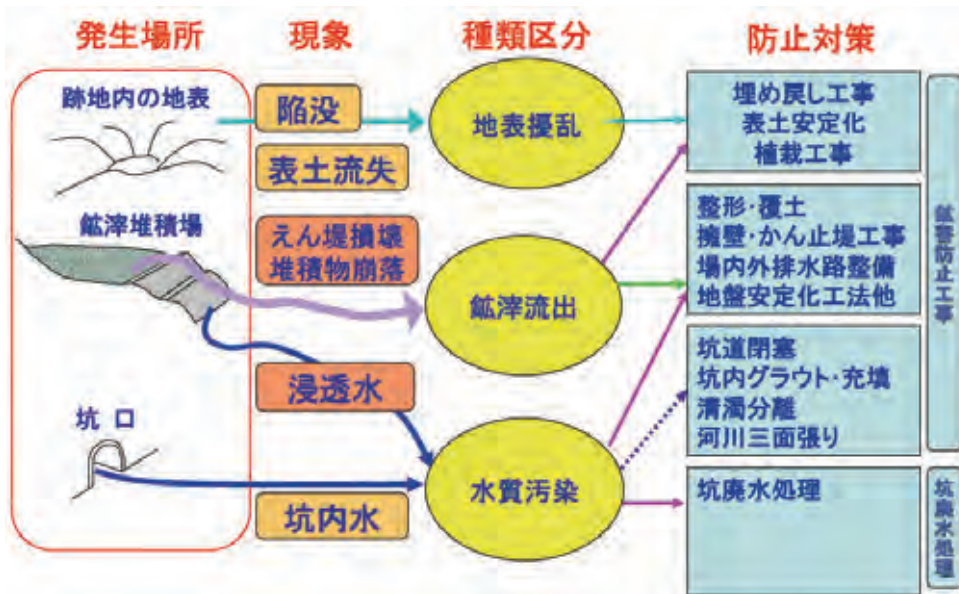 発生場所
現象
種類区分
防止対策
跡地内の地表
陥没
表土流失
地表擾乱
埋め戻し工事
表土安定化
植栽工事
鉱滓堆積場
えん堤損壊
堆積物崩落
鉱滓流出
整形・覆土
擁壁・かん止堤工事
場内外排水路整備
地盤安定化工法他
浸透水
坑道閉塞
坑内グラウト・充填
清濁分離
河川三面張り
坑口
坑内水
水質汚染
坑廃水処理
鉱害防止工事
坑廃水処理